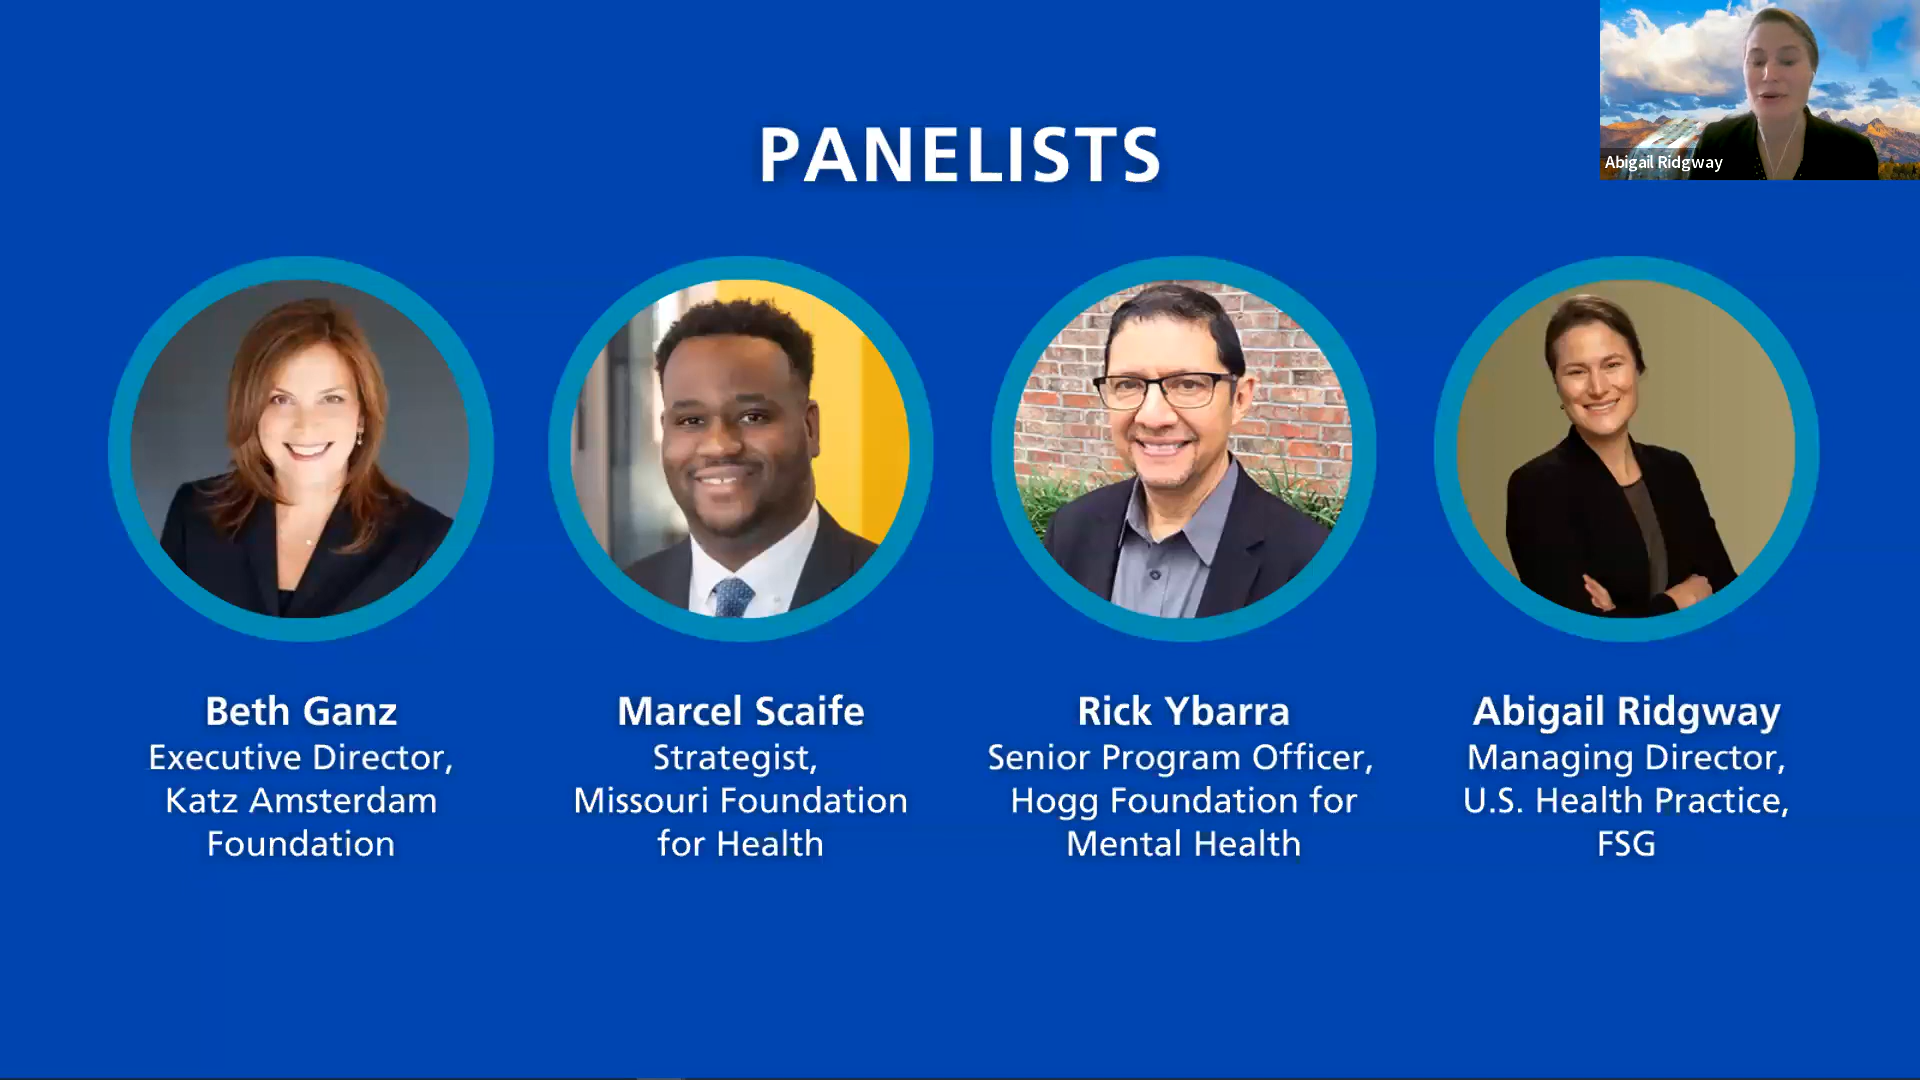 PANELISTS
Abigail Ridgway
Beth Ganz
Executive Director,
Katz Amsterdam
Foundation
Marcel Scaife
Strategist,
Missouri Foundation
for Health
Rick Ybarra
Senior Program Officer,
Hogg Foundation for
Mental Health
Abigail Ridgway
Managing Director,
U.S. Health Practice,
FSG